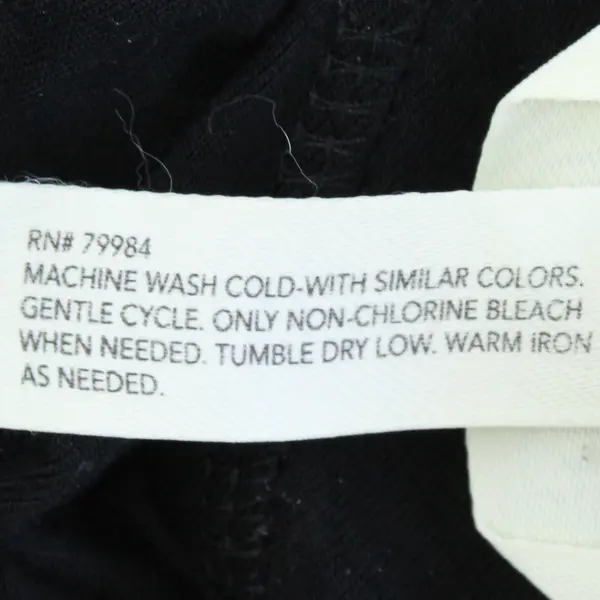 RN# 79984
MACHINE WASH COLD-WITH SIMILAR COLORS.
GENTLE CYCLE. ONLY NON-CHLORINE BLEACH
WHEN NEEDED. TUMBLE DRY LOW. WARM IRON
AS NEEDED.